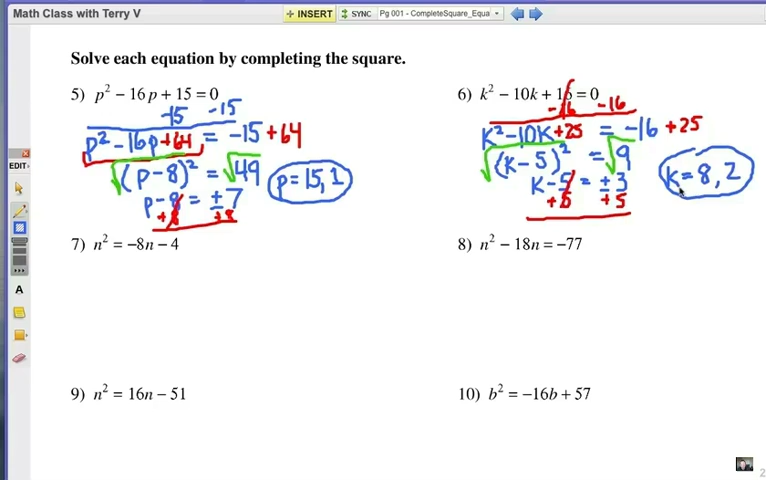 Math Class with Terry V
+ INSERT
SYNC
Pg 001 - CompleteSquare_Equa
EDIT
A
Solve each equation by completing the square.
5) p² − 16p + 15 = 0
-15 -15
p² - 16p + 64 = -15 + 64
√(p - 8)² = √49
p - 8 = ± 7
+8 +8
p = 15, 1
6) k² − 10k + 16 = 0
-16 -16
k² - 10k + 25 = -16 + 25
√(k - 5)² = √9
k - 5 = ± 3
+5 +5
k = 8, 2
7) n² = −8n − 4
8) n² − 18n = −77
9) n² = 16n − 51
10) b² = −16b + 57
2